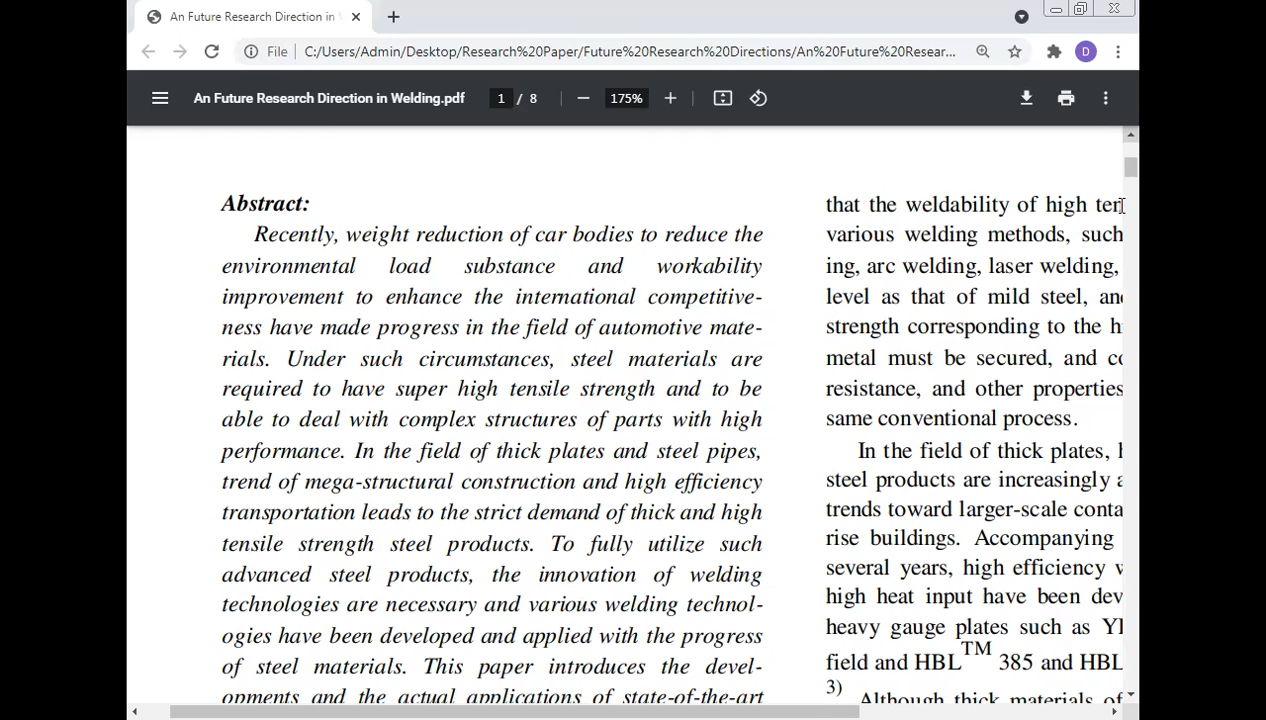 An Future Research Direction in
File C:/Users/Admin/Desktop/Research%20Paper/Future%20Research%20Directions/An%20Future%20Resear... D
An Future Research Direction in Welding.pdf 1 / 8 175%
Abstract:
Recently, weight reduction of car bodies to reduce the
environmental load substance and workability
improvement to enhance the international competitive-
ness have made progress in the field of automotive mate-
rials. Under such circumstances, steel materials are
required to have super high tensile strength and to be
able to deal with complex structures of parts with high
performance. In the field of thick plates and steel pipes,
trend of mega-structural construction and high efficiency
transportation leads to the strict demand of thick and high
tensile strength steel products. To fully utilize such
advanced steel products, the innovation of welding
technologies are necessary and various welding technol-
ogies have been developed and applied with the progress
of steel materials. This paper introduces the devel-
opments and the actual applications of state-of-the-art
that the weldability of high ten
various welding methods, such
ing, arc welding, laser welding,
level as that of mild steel, and
strength corresponding to the h
metal must be secured, and co
resistance, and other properties
same conventional process.
In the field of thick plates, h
steel products are increasingly a
trends toward larger-scale conta
rise buildings. Accompanying
several years, high efficiency w
high heat input have been dev
heavy gauge plates such as YP
field and HBL™ 385 and HBL
3)
Although thick materials of